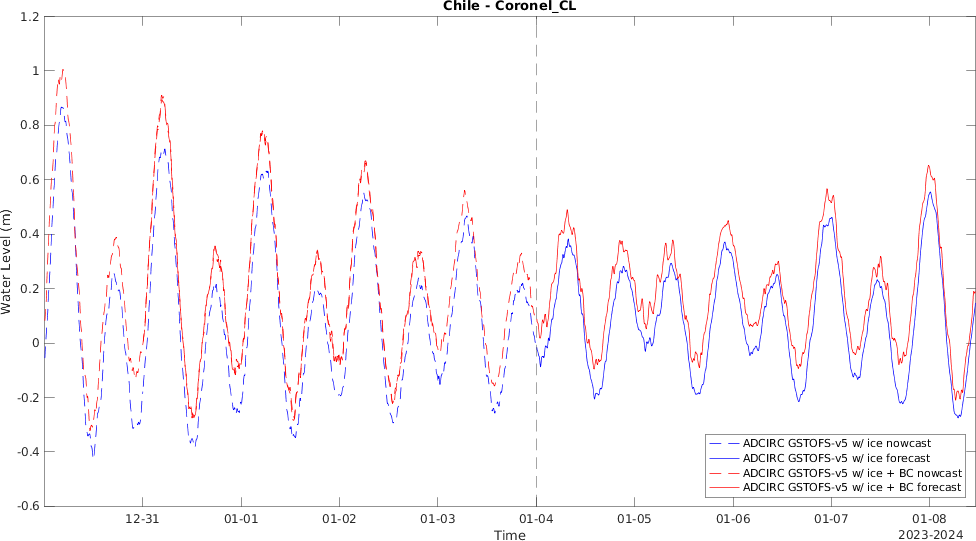 Chile - Coronel_CL
Water Level (m)
1.2
1
0.8
0.6
0.4
0.2
0
-0.2
-0.4
-0.6
ADCIRC GSTOFS-v5 w/ ice nowcast
ADCIRC GSTOFS-v5 w/ ice forecast
ADCIRC GSTOFS-v5 w/ ice + BC nowcast
ADCIRC GSTOFS-v5 w/ ice + BC forecast
12-31 01-01 01-02 01-03 01-04 01-05 01-06 01-07 01-08
Time
2023-2024